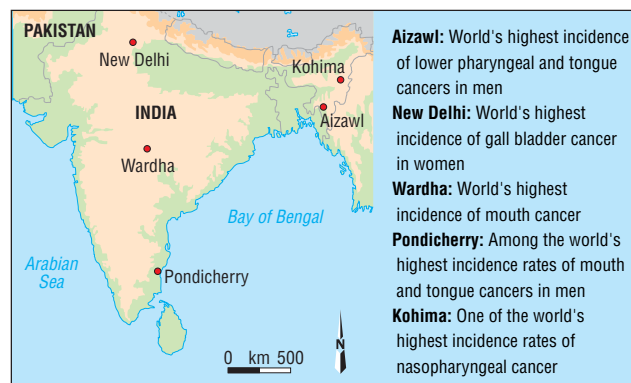 PAKISTAN
New Delhi
Kohima
INDIA
Aizawl
Wardha
Bay of Bengal
Arabian
Sea
Pondicherry
N
0 km 500
Aizawl: World's highest incidence
of lower pharyngeal and tongue
cancers in men
New Delhi: World's highest
incidence of gall bladder cancer
in women
Wardha: World's highest
incidence of mouth cancer
Pondicherry: Among the world's
highest incidence rates of mouth
and tongue cancers in men
Kohima: One of the world's
highest incidence rates of
nasopharyngeal cancer